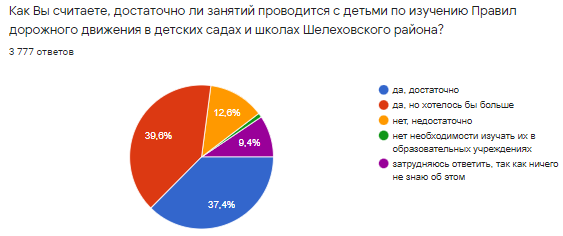 Как Вы считаете, достаточно ли занятий проводится с детьми по изучению Правил
дорожного движения в детских садах и школах Шелеховского района?
3 777 ответов
да, достаточно
да, но хотелось бы больше
нет, недостаточно
нет необходимости изучать их в
образовательных учреждениях
затрудняюсь ответить, так как ничего
не знаю об этом
12,6%
39,6%
9,4%
37,4%